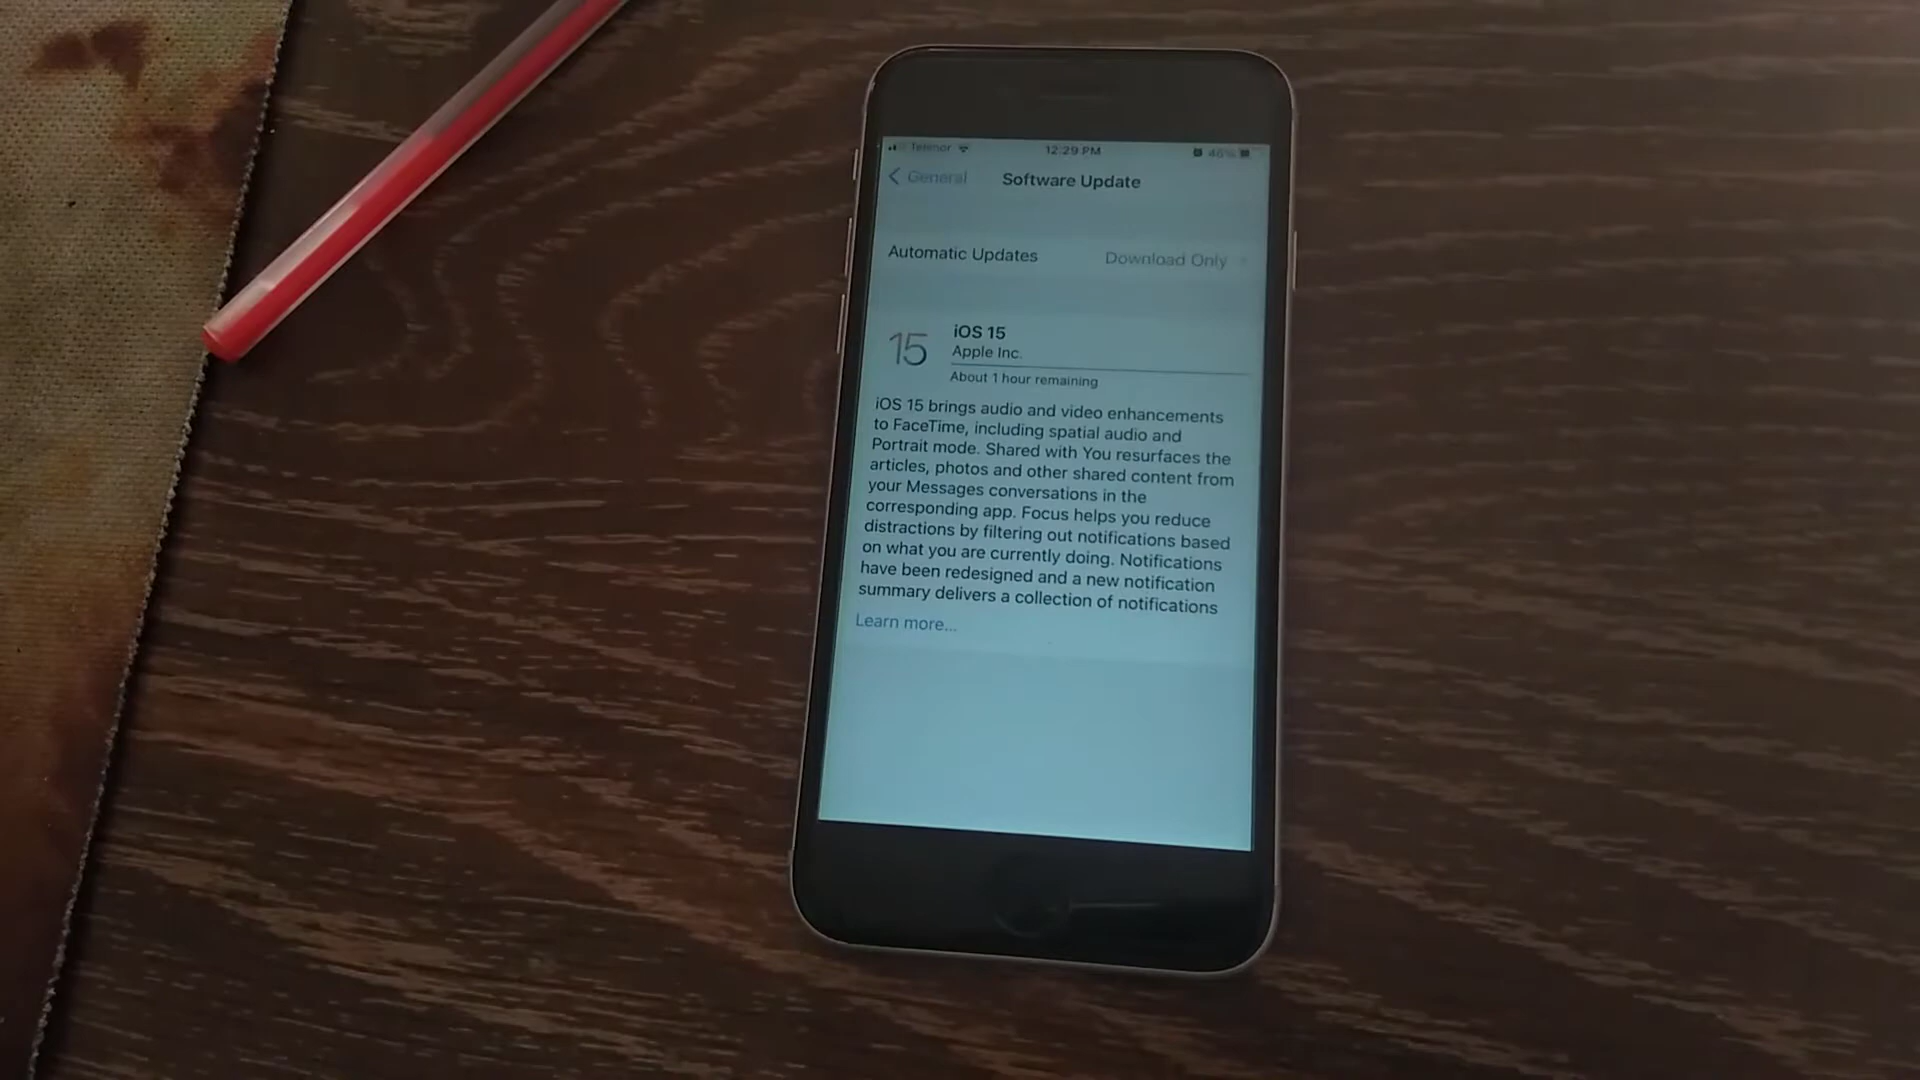 Telenor 12:29 PM 46%
General Software Update
Automatic Updates Download Only
15
iOS 15
Apple Inc.
About 1 hour remaining
iOS 15 brings audio and video enhancements
to FaceTime, including spatial audio and
Portrait mode. Shared with You resurfaces the
articles, photos and other shared content from
your Messages conversations in the
corresponding app. Focus helps you reduce
distractions by filtering out notifications based
on what you are currently doing. Notifications
have been redesigned and a new notification
summary delivers a collection of notifications
Learn more...